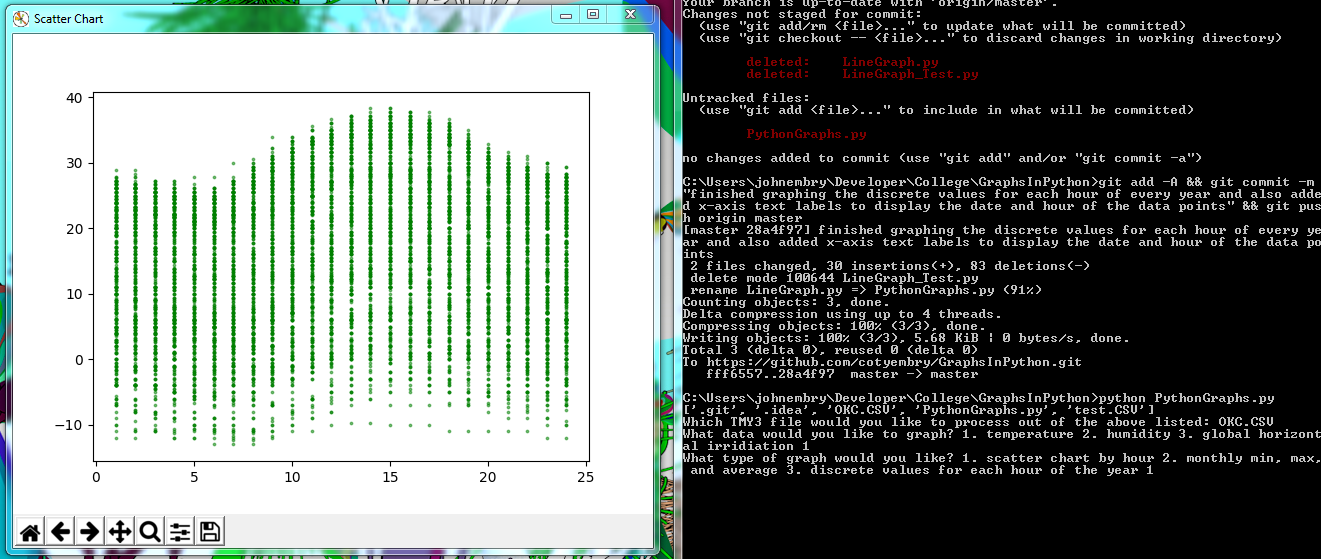 Scatter Chart
40
30
20
10
0
−10
0
5
10
15
20
25
Your branch is up-to-date with 'origin/master'.
Changes not staged for commit:
(use "git add/rm <file>..." to update what will be committed)
(use "git checkout -- <file>..." to discard changes in working directory)
deleted: LineGraph.py
deleted: LineGraph_Test.py
Untracked files:
(use "git add <file>..." to include in what will be committed)
PythonGraphs.py
no changes added to commit (use "git add" and/or "git commit -a")
C:\Users\johnembry\Developer\College\GraphsInPython>git add -A && git commit -m
"finished graphing the discrete values for each hour of every year and also adde
d x-axis text labels to display the date and hour of the data points" && git pus
h origin master
[master 28a4f97] finished graphing the discrete values for each hour of every ye
ar and also added x-axis text labels to display the date and hour of the data po
ints
2 files changed, 30 insertions(+), 83 deletions(-)
delete mode 100644 LineGraph_Test.py
rename LineGraph.py => PythonGraphs.py (91%)
Counting objects: 3, done.
Delta compression using up to 4 threads.
Compressing objects: 100% (3/3), done.
Writing objects: 100% (3/3), 5.68 KiB | 0 bytes/s, done.
Total 3 (delta 0), reused 0 (delta 0)
To https://github.com/cotyembry/GraphsInPython.git
fff6557..28a4f97 master -> master
C:\Users\johnembry\Developer\College\GraphsInPython>python PythonGraphs.py
['.git', '.idea', 'OKC.CSV', 'PythonGraphs.py', 'test.CSV']
Which TMY3 file would you like to process out of the above listed: OKC.CSV
What data would you like to graph? 1. temperature 2. humidity 3. global horizont
al irridiation 1
What type of graph would you like? 1. scatter chart by hour 2. monthly min, max,
and average 3. discrete values for each hour of the year 1